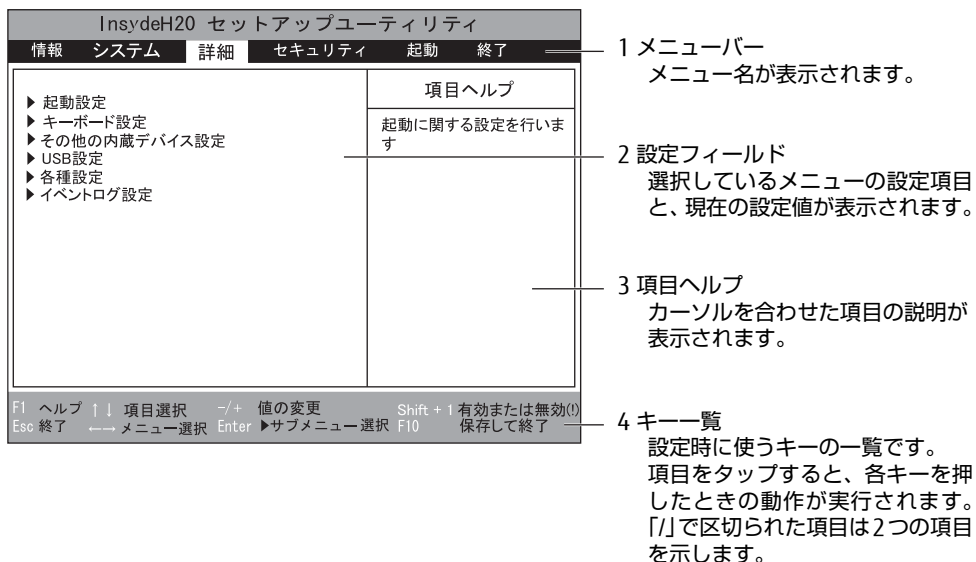 InsydeH20 セットアップユーティリティ
情報 システム 詳細 セキュリティ 起動 終了
▶ 起動設定
▶ キーボード設定
▶ その他の内蔵デバイス設定
▶ USB設定
▶ 各種設定
▶ イベントログ設定
項目ヘルプ
起動に関する設定を行いま
す
F1 ヘルプ ↑↓ 項目選択 -/+ 値の変更 Shift + 1 有効または無効(!)
Esc 終了 ←→ メニュー選択 Enter ▶サブメニュー選択 F10 保存して終了
1 メニューバー
メニュー名が表示されます。
2 設定フィールド
選択しているメニューの設定項目
と、現在の設定値が表示されます。
3 項目ヘルプ
カーソルを合わせた項目の説明が
表示されます。
4 キー一覧
設定時に使うキーの一覧です。
項目をタップすると、各キーを押
したときの動作が実行されます。
「/」で区切られた項目は2つの項目
を示します。